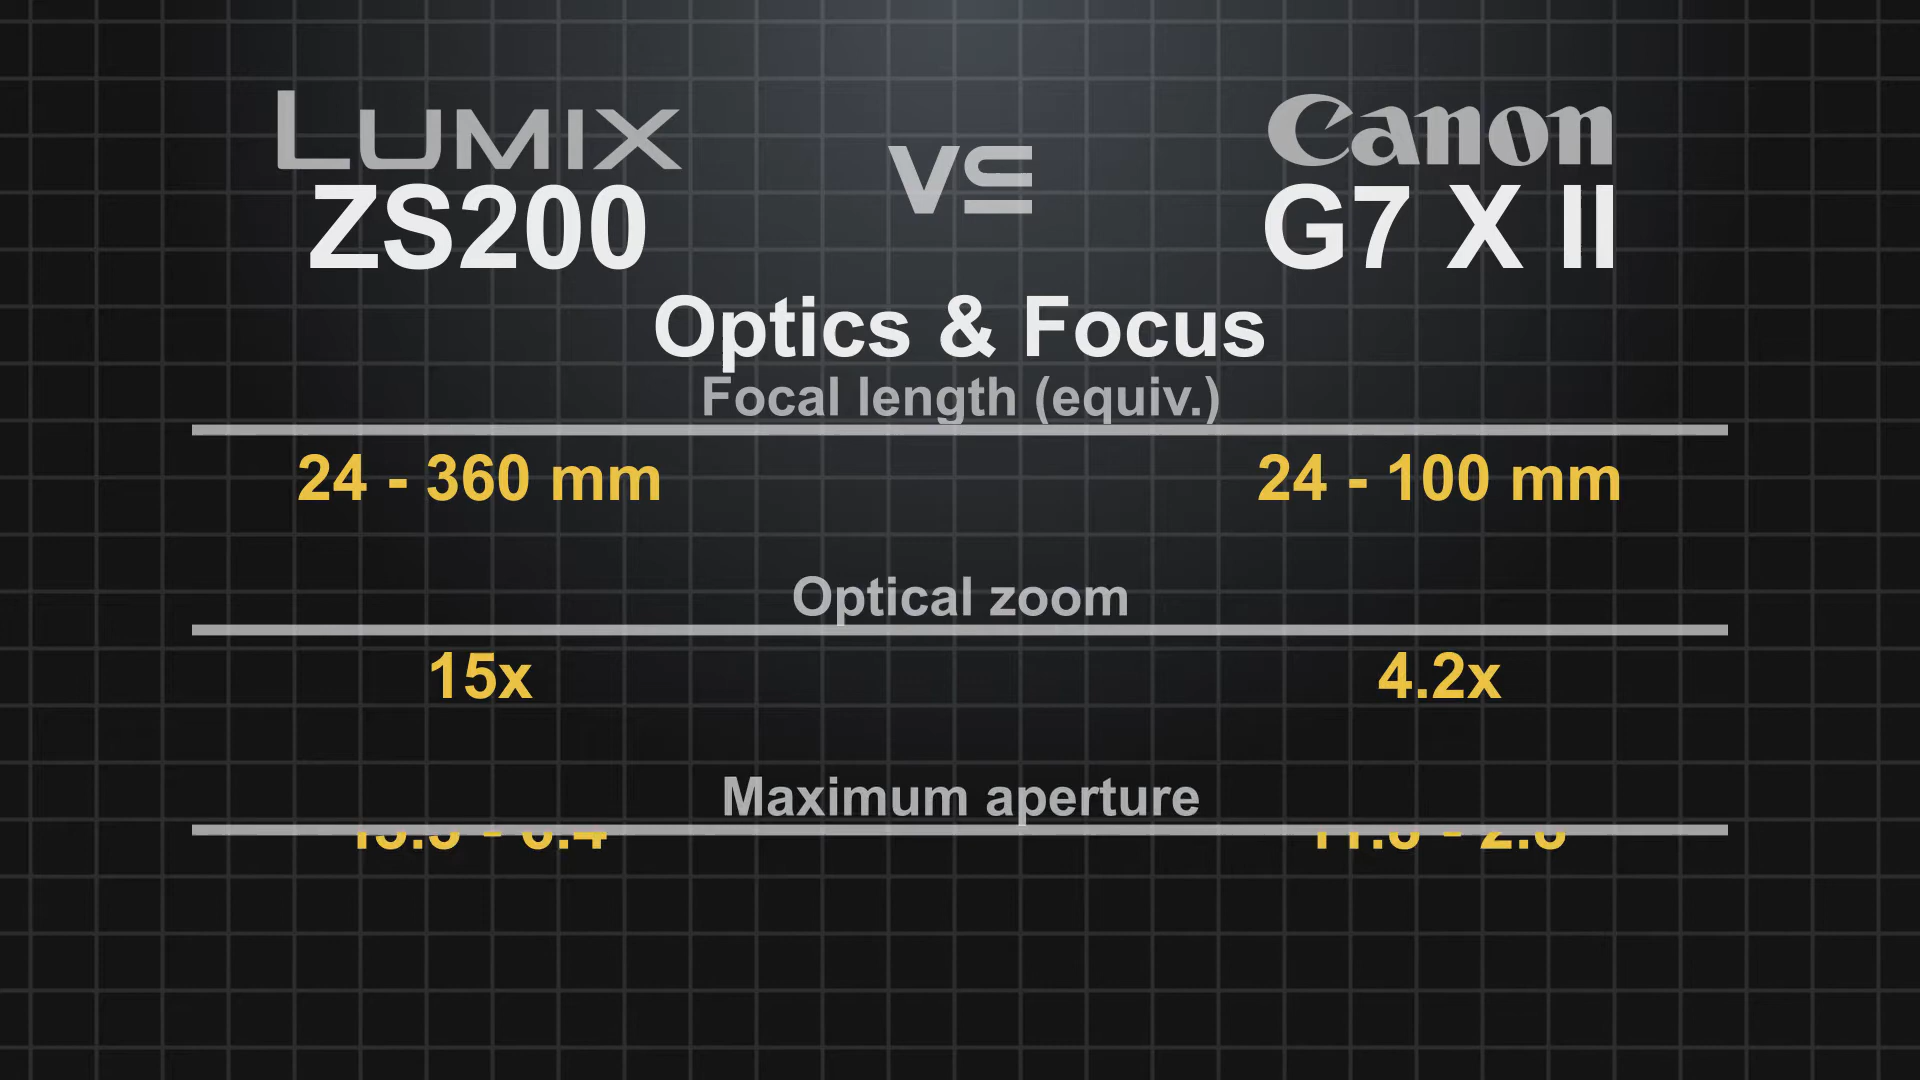 LUMIX
ZS200
VS
Canon
G7 X II
Optics & Focus
Focal length (equiv.)
24 - 360 mm
24 - 100 mm
Optical zoom
15x
4.2x
Maximum aperture